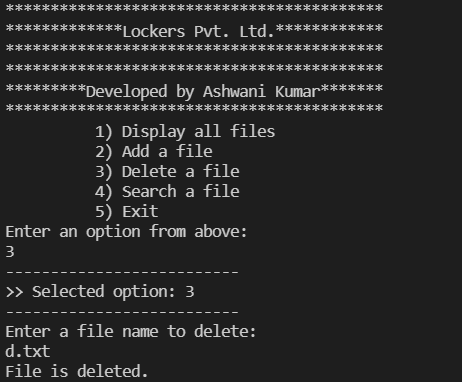 ******************************************
*************Lockers Pvt. Ltd.************
******************************************
******************************************
*********Developed by Ashwani Kumar*******
******************************************
1) Display all files
2) Add a file
3) Delete a file
4) Search a file
5) Exit
Enter an option from above:
3
--------------------------
>> Selected option: 3
--------------------------
Enter a file name to delete:
d.txt
File is deleted.